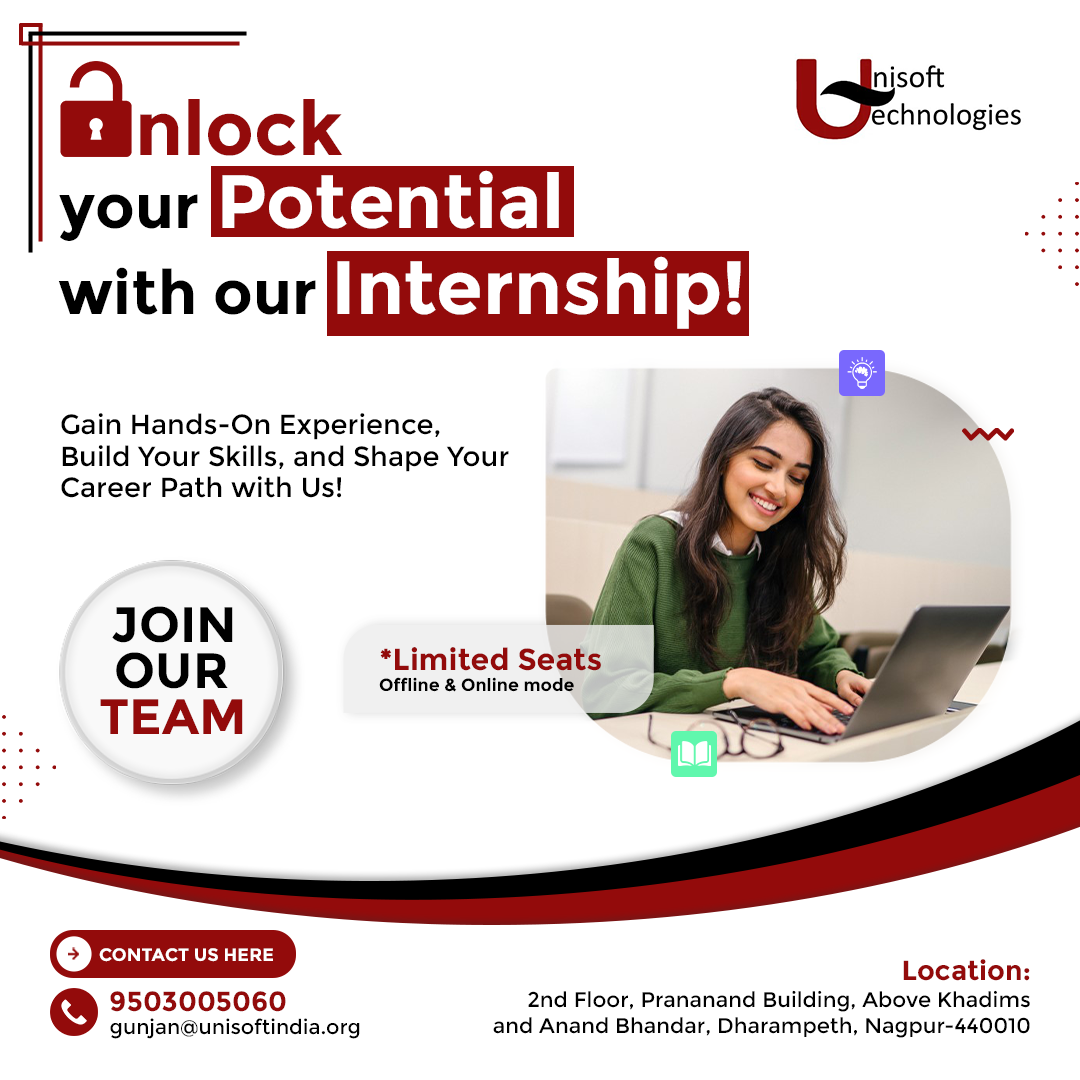 Unlock
your Potential
with our Internship!
Unisoft
Technologies
Gain Hands-On Experience,
Build Your Skills, and Shape Your
Career Path with Us!
JOIN
OUR
TEAM
*Limited Seats
Offline & Online mode
CONTACT US HERE
9503005060
gunjan@unisoftindia.org
Location:
2nd Floor, Prananand Building, Above Khadims
and Anand Bhandar, Dharampeth, Nagpur-440010